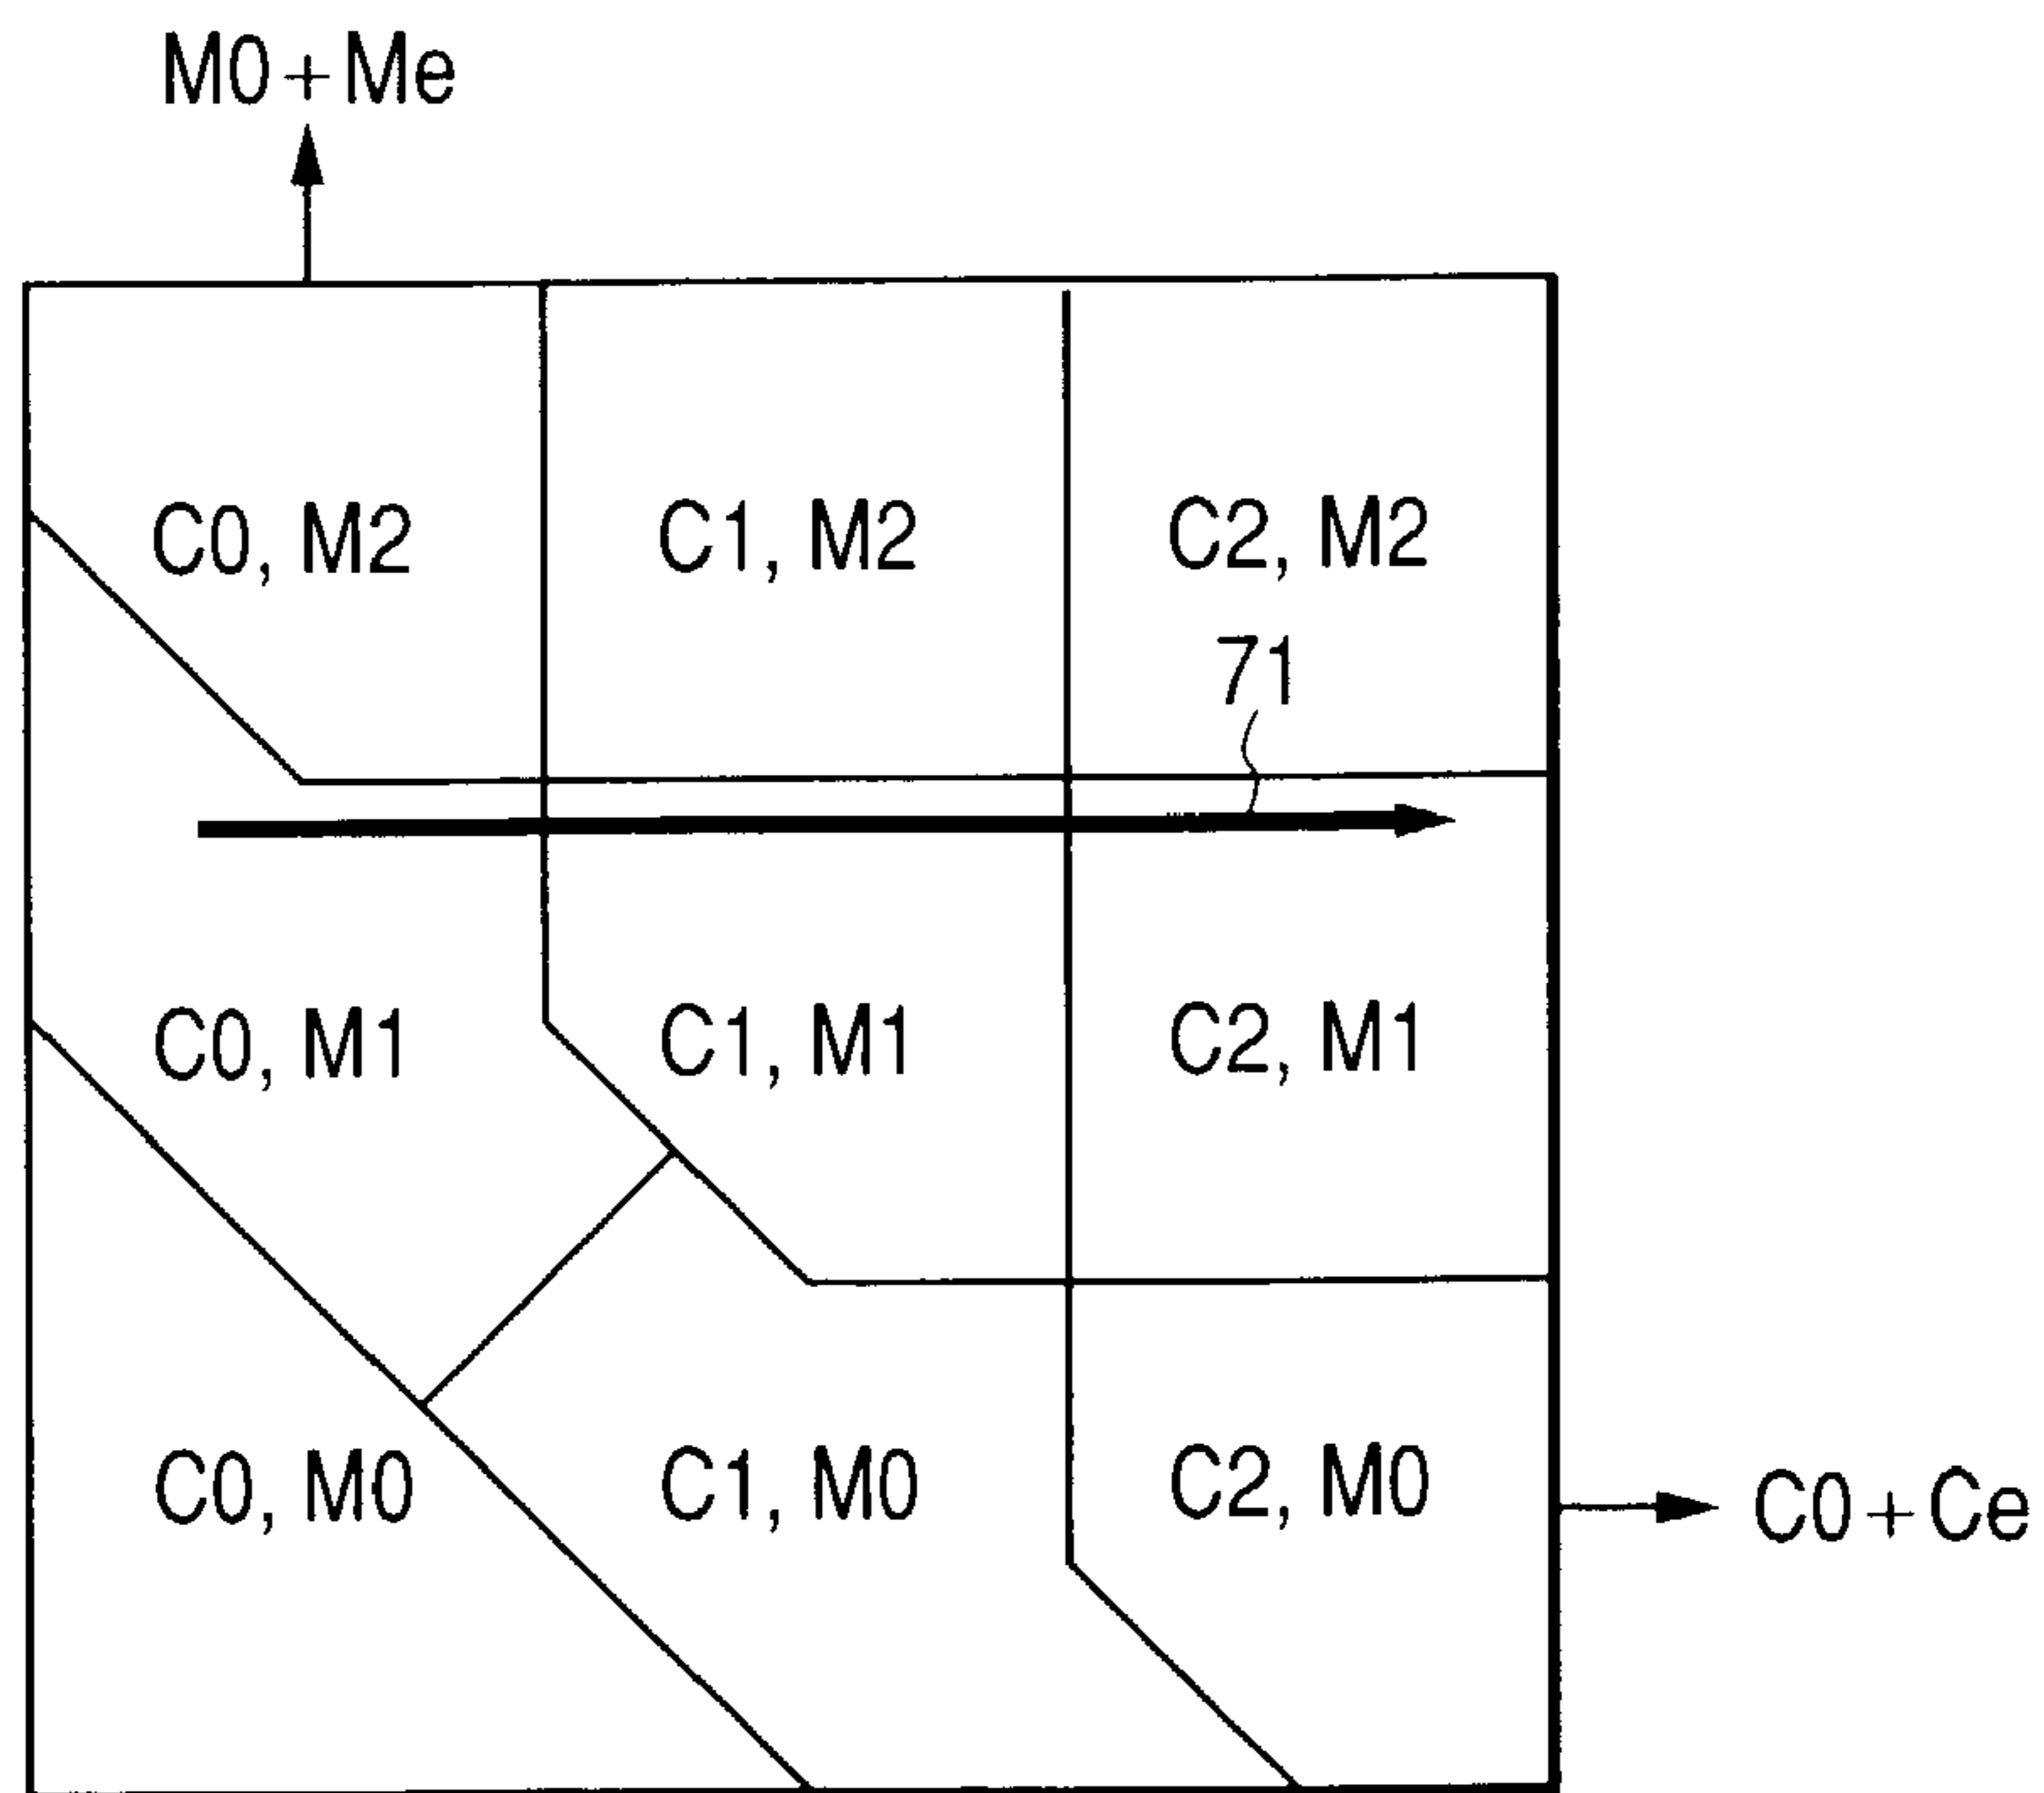 M0+Me
C0, M2
C1, M2
C2, M2
71
C0, M1
C1, M1
C2, M1
C0, M0
C1, M0
C2, M0
C0+Ce